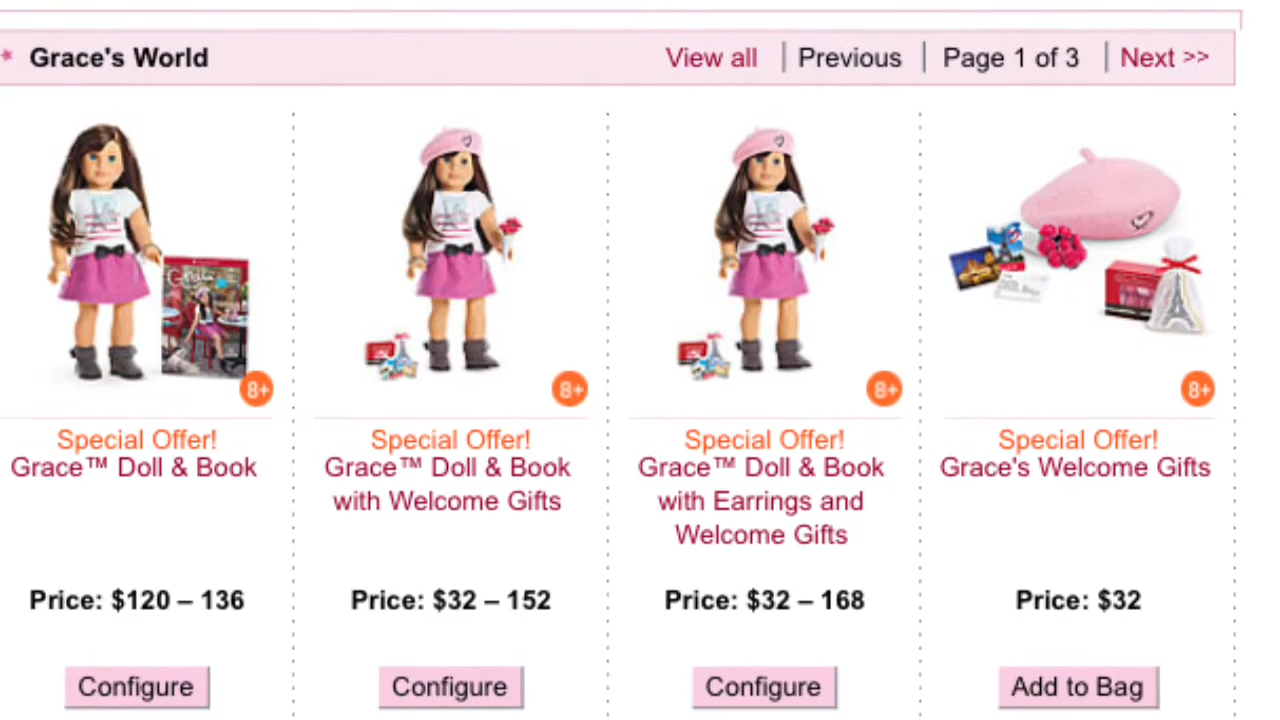 Grace's World
View all | Previous | Page 1 of 3 | Next >>
8+
8+
8+
8+
Special Offer!
Grace™ Doll & Book
Special Offer!
Grace™ Doll & Book
with Welcome Gifts
Special Offer!
Grace™ Doll & Book
with Earrings and
Welcome Gifts
Special Offer!
Grace's Welcome Gifts
Price: $120 – 136
Price: $32 – 152
Price: $32 – 168
Price: $32
Configure
Configure
Configure
Add to Bag